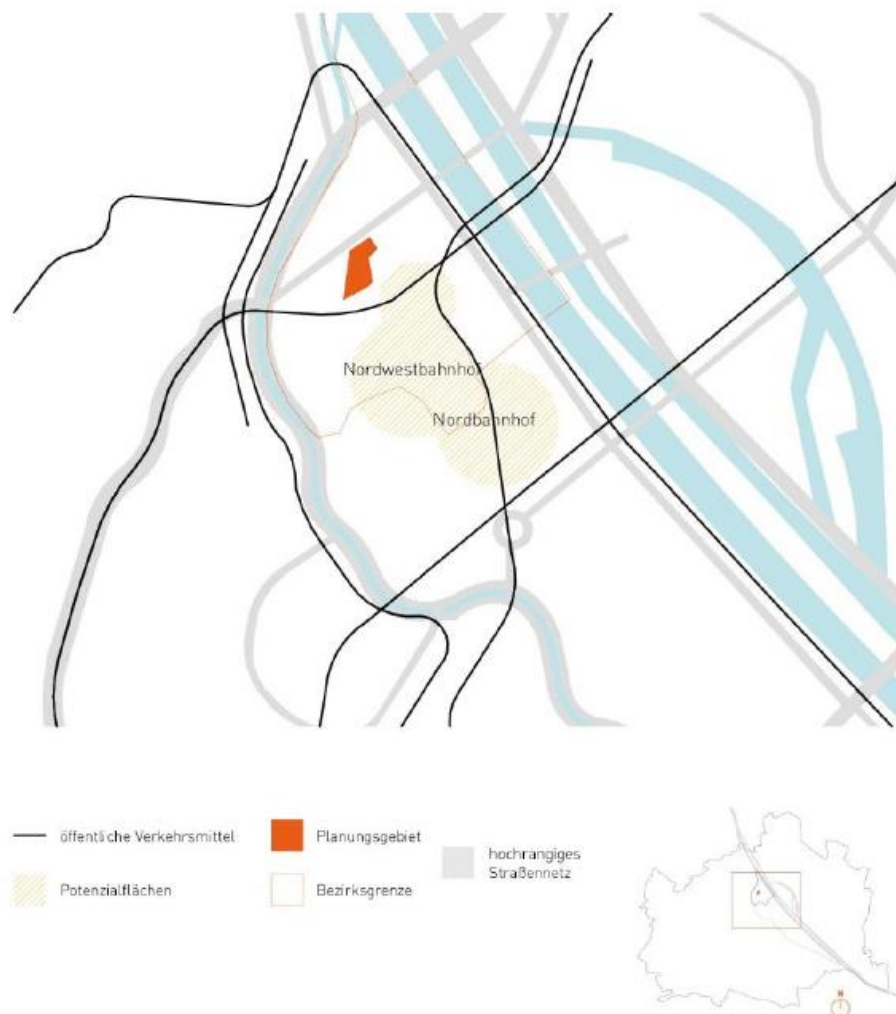 Nordwestbahnhof
Nordbahnhof
öffentliche Verkehrsmittel
Planungsgebiet
hochrangiges
Straßennetz
Potenzialflächen
Bezirksgrenze
N